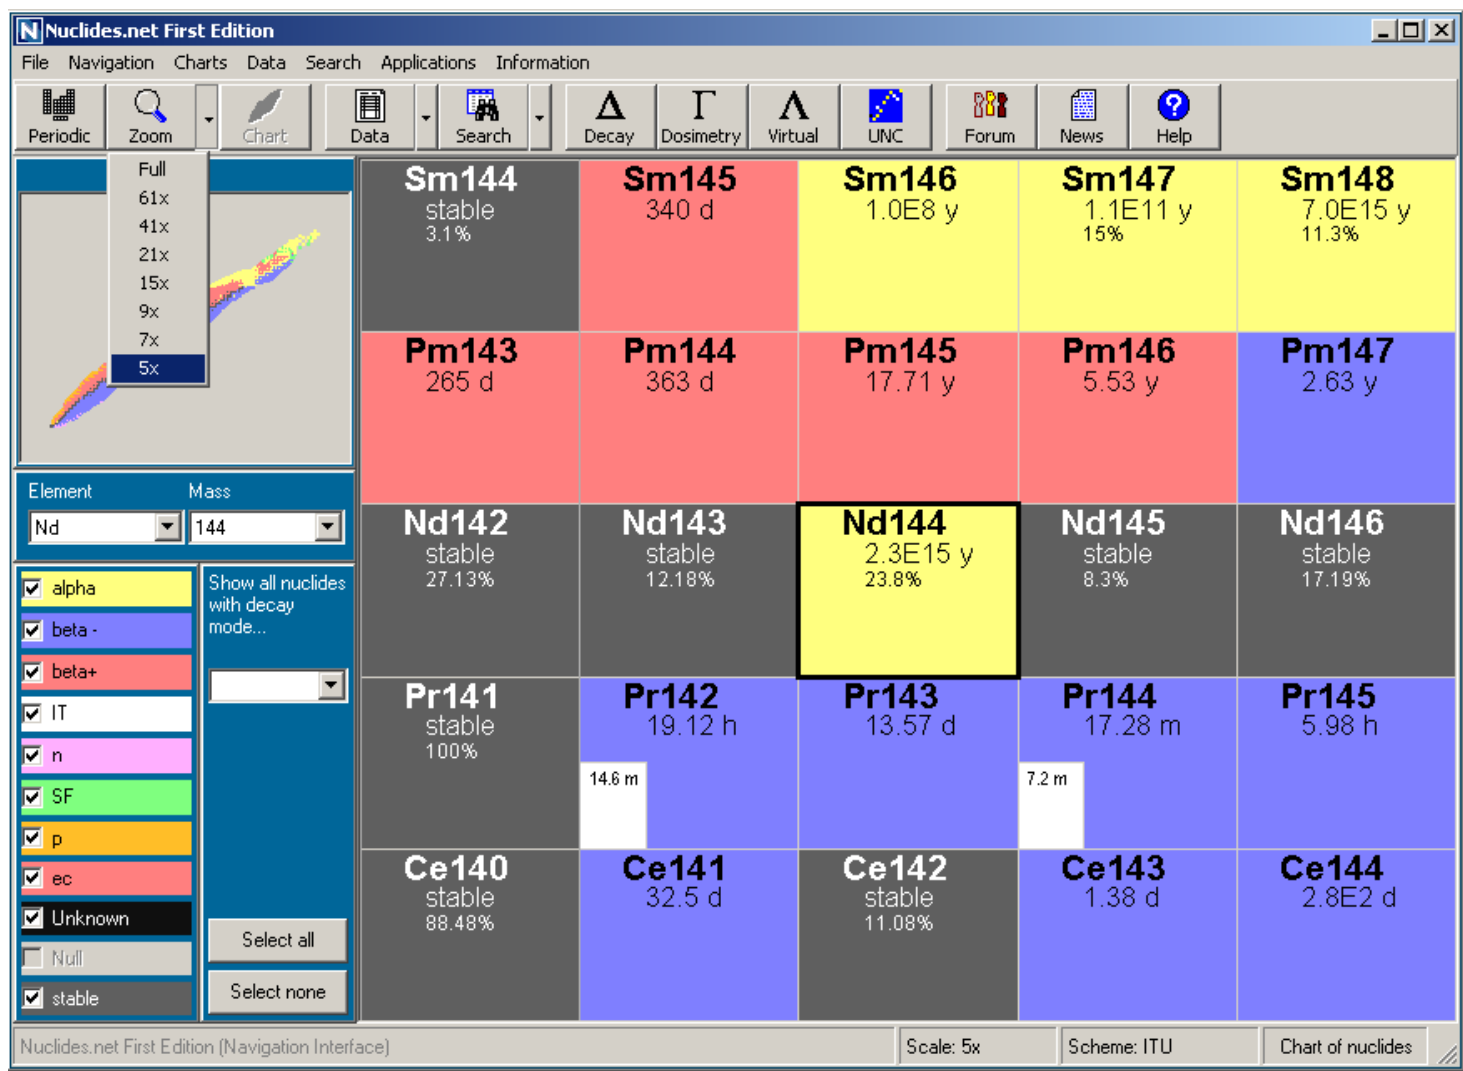 Nuclides.net First Edition
File Navigation Charts Data Search Applications Information
Periodic Zoom Chart Data Search Decay Dosimetry Virtual UNC Forum News Help
Δ Γ Λ
Full
61x
41x
21x
15x
9x
7x
5x
Element Mass
Nd 144
alpha
beta -
beta+
IT
n
SF
p
ec
Unknown
Null
stable
Show all nuclides
with decay
mode...
Select all
Select none
Sm144
stable
3.1%
Sm145
340 d
Sm146
1.0E8 y
Sm147
1.1E11 y
15%
Sm148
7.0E15 y
11.3%
Pm143
265 d
Pm144
363 d
Pm145
17.71 y
Pm146
5.53 y
Pm147
2.63 y
Nd142
stable
27.13%
Nd143
stable
12.18%
Nd144
2.3E15 y
23.8%
Nd145
stable
8.3%
Nd146
stable
17.19%
Pr141
stable
100%
Pr142
19.12 h
14.6 m
Pr143
13.57 d
Pr144
17.28 m
7.2 m
Pr145
5.98 h
Ce140
stable
88.48%
Ce141
32.5 d
Ce142
stable
11.08%
Ce143
1.38 d
Ce144
2.8E2 d
Nuclides.net First Edition (Navigation Interface) Scale: 5x Scheme: ITU Chart of nuclides